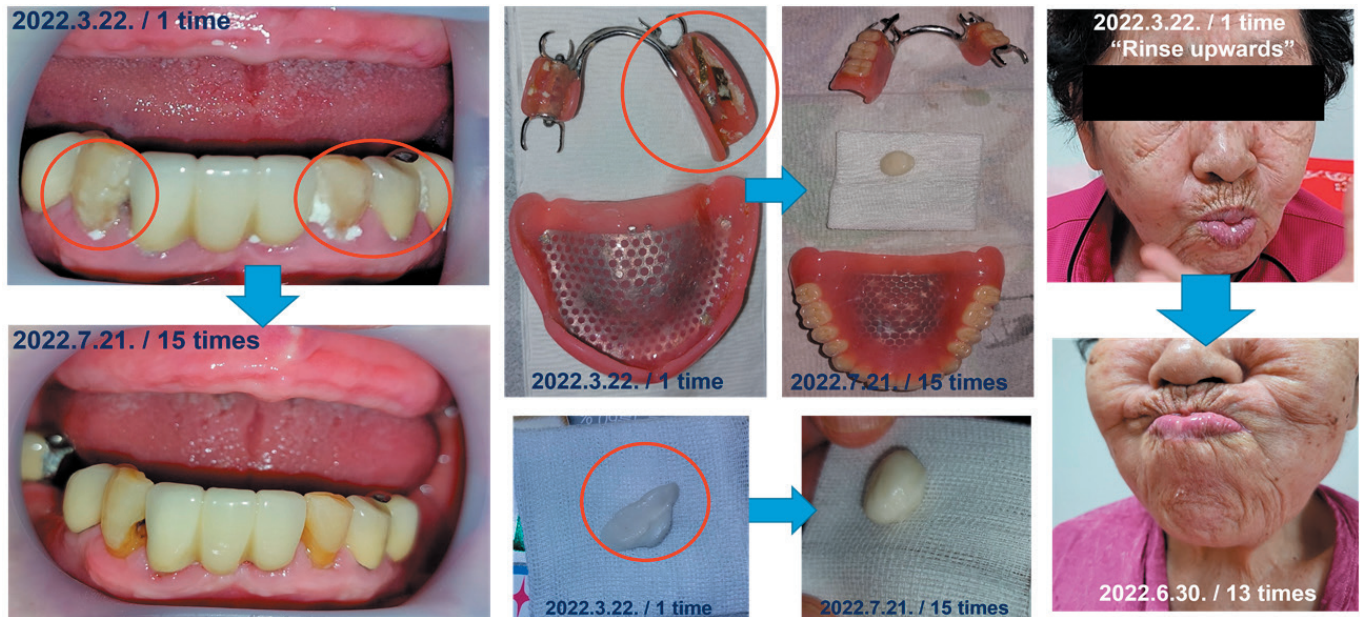 2022.3.22. / 1 time
2022.7.21. / 15 times
2022.3.22. / 1 time
2022.7.21. / 15 times
2022.3.22. / 1 time
2022.7.21. / 15 times
2022.3.22. / 1 time
“Rinse upwards”
2022.6.30. / 13 times